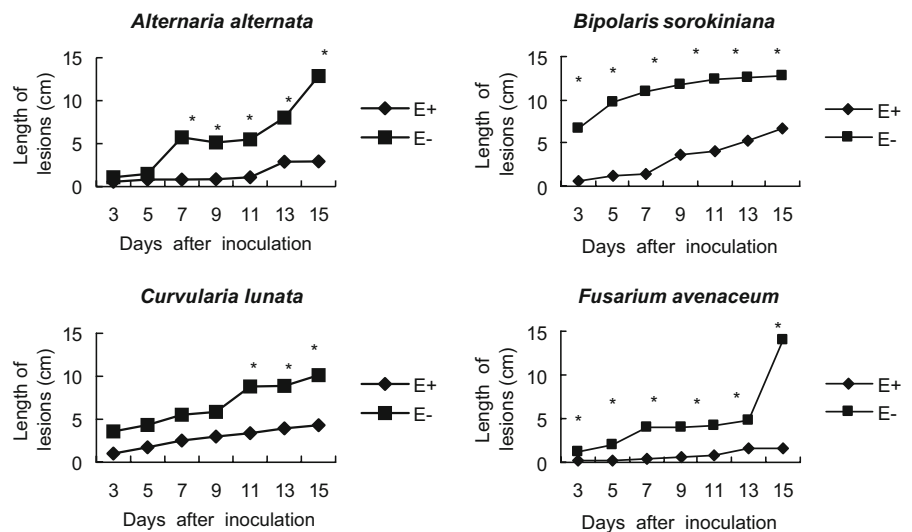 Alternaria alternata
15
*
10
*
*
*
*
5
0
Length of
lesions (cm)
3 5 7 9 11 13 15
Days after inoculation
E+
E-
Bipolaris sorokiniana
15
* * * * * * *
10
5
0
Length of
lesions (cm)
3 5 7 9 11 13 15
Days after inoculation
E+
E-
Curvularia lunata
15
* * *
10
5
0
Length of
lesions (cm)
3 5 7 9 11 13 15
Days after inoculation
E+
E-
Fusarium avenaceum
15
*
10
* * * * * *
5
0
Length of
lesions (cm)
3 5 7 9 11 13 15
Days after inoculation
E+
E-